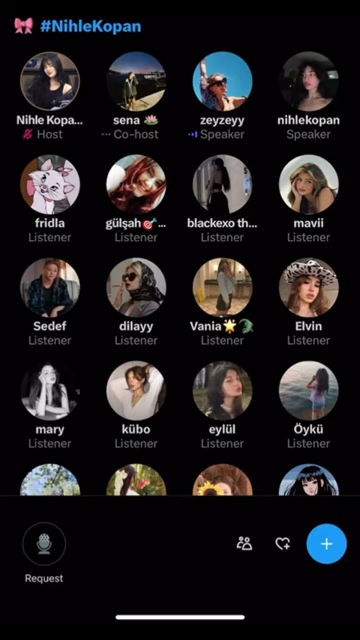 🎀 #NihleKopan
Nihle Kopa... sena 🪷 zeyzeyy nihlekopan
Host Co-host Speaker Speaker
fridla gülşah 🎯... blackexo th... mavii
Listener Listener Listener Listener
Sedef dilayy Vania🌟🐉 Elvin
Listener Listener Listener Listener
mary kübo eylül Öykü
Listener Listener Listener Listener
Request